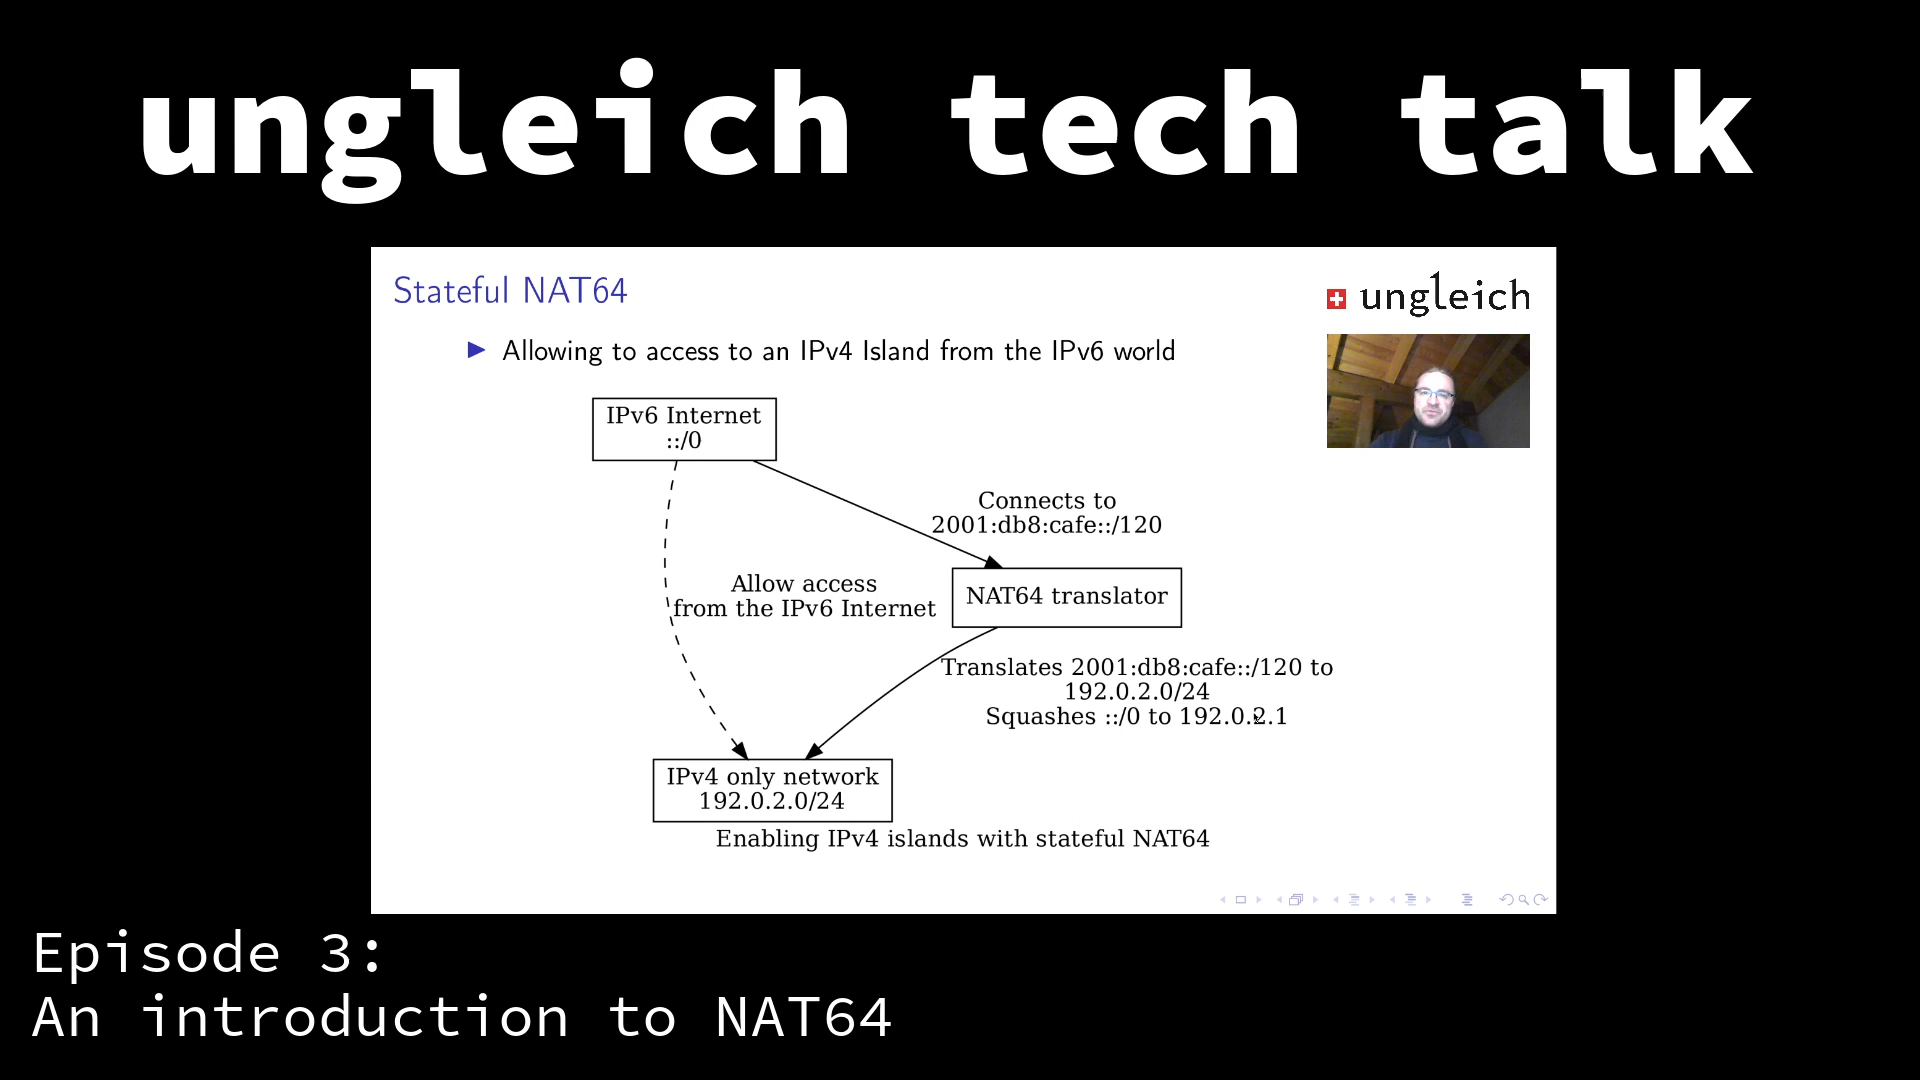 ungleich tech talk
Stateful NAT64
ungleich
▶ Allowing to access to an IPv4 Island from the IPv6 world
IPv6 Internet
::/0
Connects to
2001:db8:cafe::/120
Allow access
from the IPv6 Internet
NAT64 translator
Translates 2001:db8:cafe::/120 to
192.0.2.0/24
Squashes ::/0 to 192.0.2.1
IPv4 only network
192.0.2.0/24
Enabling IPv4 islands with stateful NAT64
Episode 3:
An introduction to NAT64